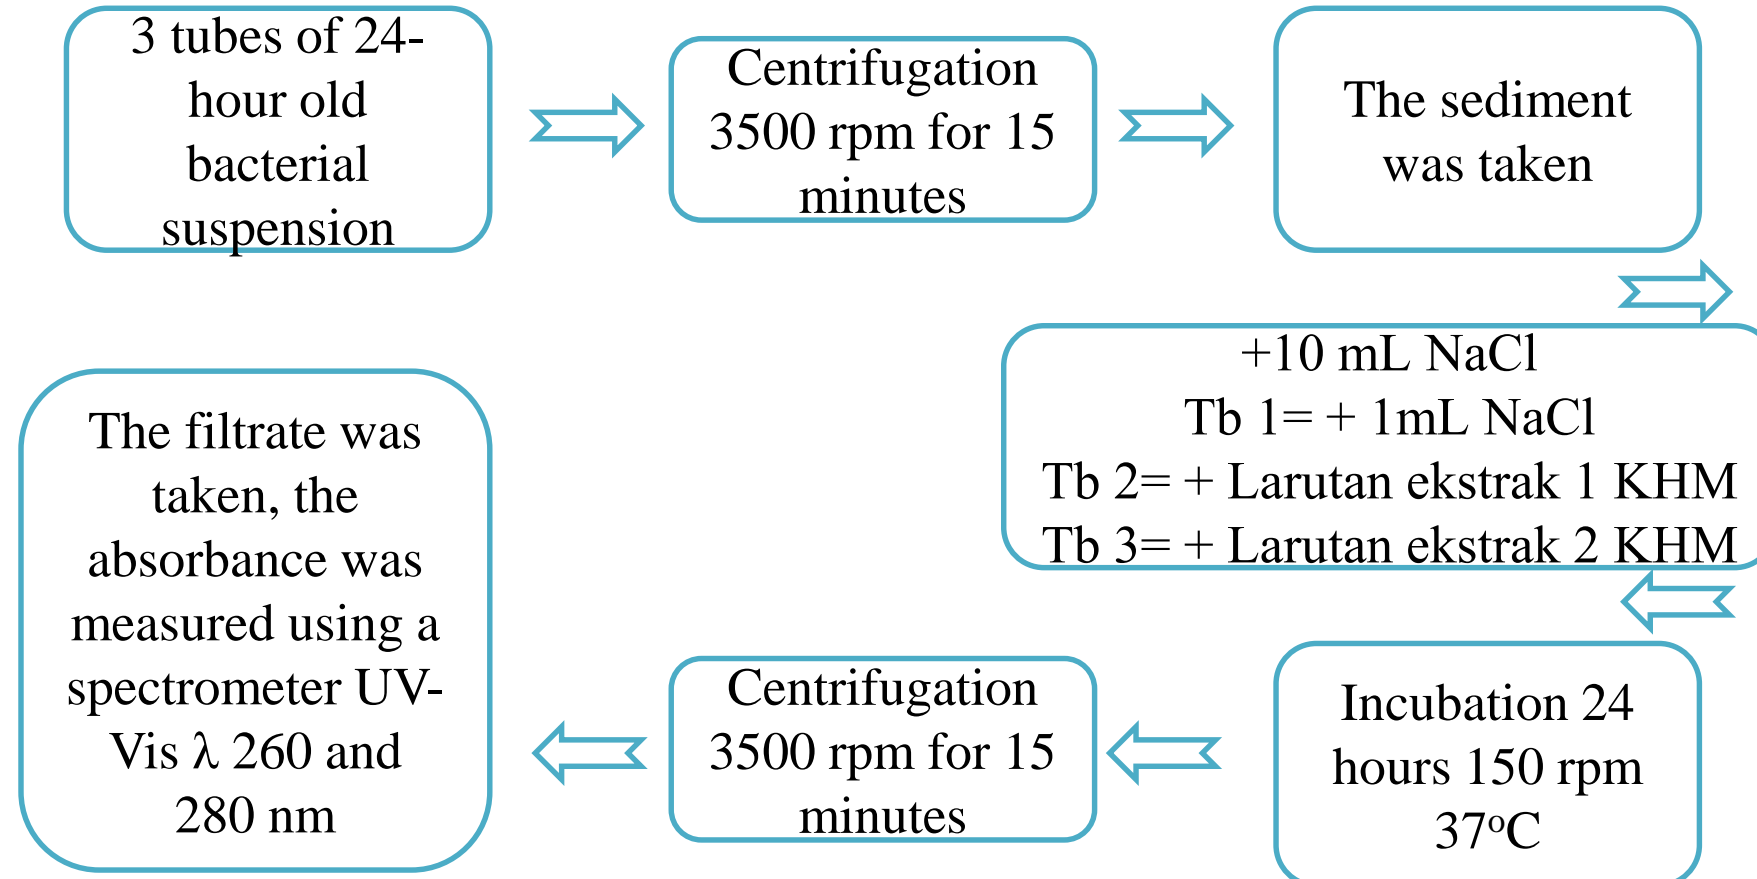 3 tubes of 24-
hour old
bacterial
suspension
Centrifugation
3500 rpm for 15
minutes
The sediment
was taken
+10 mL NaCl
Tb 1= + 1mL NaCl
Tb 2= + Larutan ekstrak 1 KHM
Tb 3= + Larutan ekstrak 2 KHM
Incubation 24
hours 150 rpm
37°C
Centrifugation
3500 rpm for 15
minutes
The filtrate was
taken, the
absorbance was
measured using a
spectrometer UV-
Vis λ 260 and
280 nm